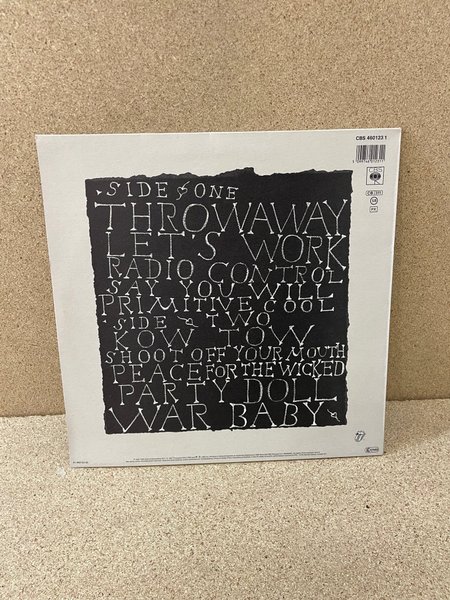 CBS 460123 1
SIDE ONE
THROWAWAY
LET'S WORK
RADIO CONTROL
SAY YOU WILL
PRIMITIVE COOL
SIDE TWO
KOW TOW
SHOOT OFF YOUR MOUTH
PEACE FOR THE WICKED
PARTY DOLL
WAR BABY
CBS